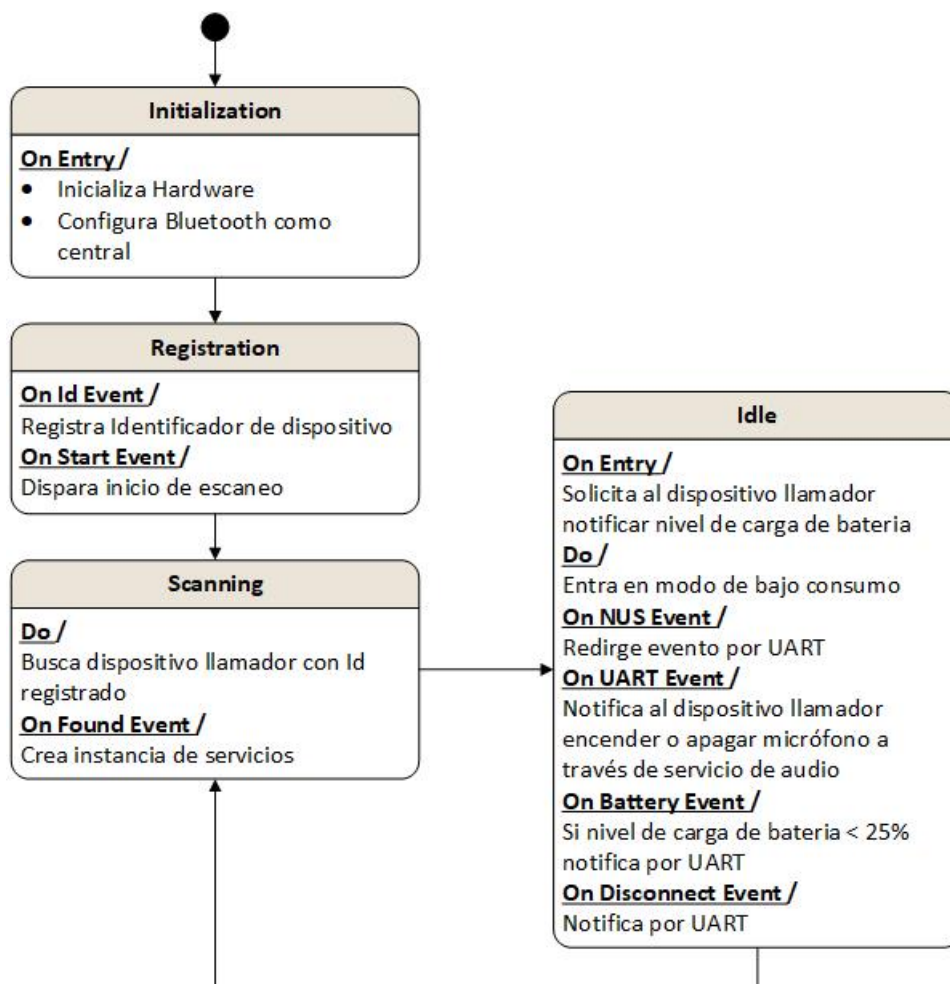 Initialization
On Entry /
• Inicializa Hardware
• Configura Bluetooth como
central
Registration
On Id Event /
Registra Identificador de dispositivo
On Start Event /
Dispara inicio de escaneo
Scanning
Do /
Busca dispositivo llamador con Id
registrado
On Found Event /
Crea instancia de servicios
Idle
On Entry /
Solicita al dispositivo llamador
notificar nivel de carga de bateria
Do /
Entra en modo de bajo consumo
On NUS Event /
Redirge evento por UART
On UART Event /
Notifica al dispositivo llamador
encender o apagar micrófono a
través de servicio de audio
On Battery Event /
Si nivel de carga de bateria < 25%
notifica por UART
On Disconnect Event /
Notifica por UART